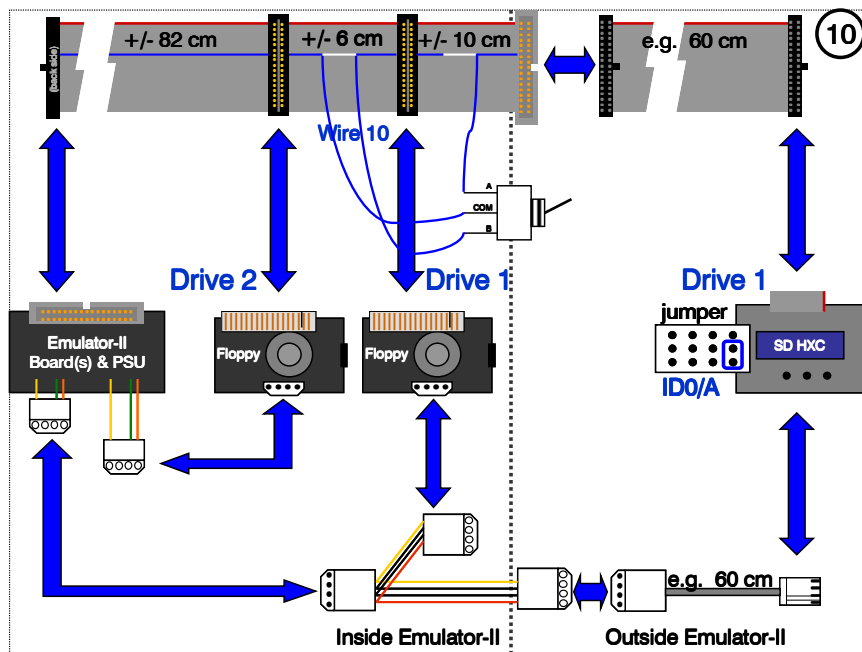 +/- 82 cm
+/- 6 cm
+/- 10 cm
e.g. 60 cm
10
(back side)
Wire 10
A
COM
B
Drive 2
Drive 1
Drive 1
jumper
Emulator-II
Board(s) & PSU
Floppy
Floppy
SD HXC
ID0/A
e.g. 60 cm
Inside Emulator-II
Outside Emulator-II